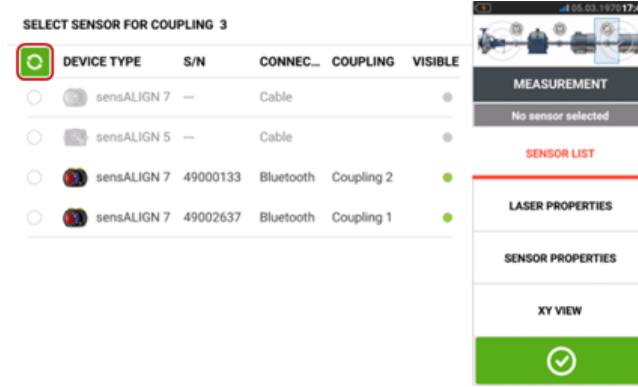 SELECT SENSOR FOR COUPLING 3
DEVICE TYPE S/N CONNEC... COUPLING VISIBLE
sensALIGN 7 — Cable
sensALIGN 5 — Cable
sensALIGN 7 49000133 Bluetooth Coupling 2
sensALIGN 7 49002637 Bluetooth Coupling 1
05.03.1970
MEASUREMENT
No sensor selected
SENSOR LIST
LASER PROPERTIES
SENSOR PROPERTIES
XY VIEW